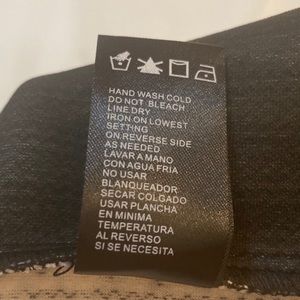 HAND WASH COLD
DO NOT BLEACH
LINE DRY
IRON ON LOWEST
SETTING
ON REVERSE SIDE
AS NEEDED
LAVAR A MANO
CON AGUA FRIA
NO USAR
BLANQUEADOR
SECAR COLGADO
USAR PLANCHA
EN MINIMA
TEMPERATURA
AL REVERSO
SI SE NECESITA